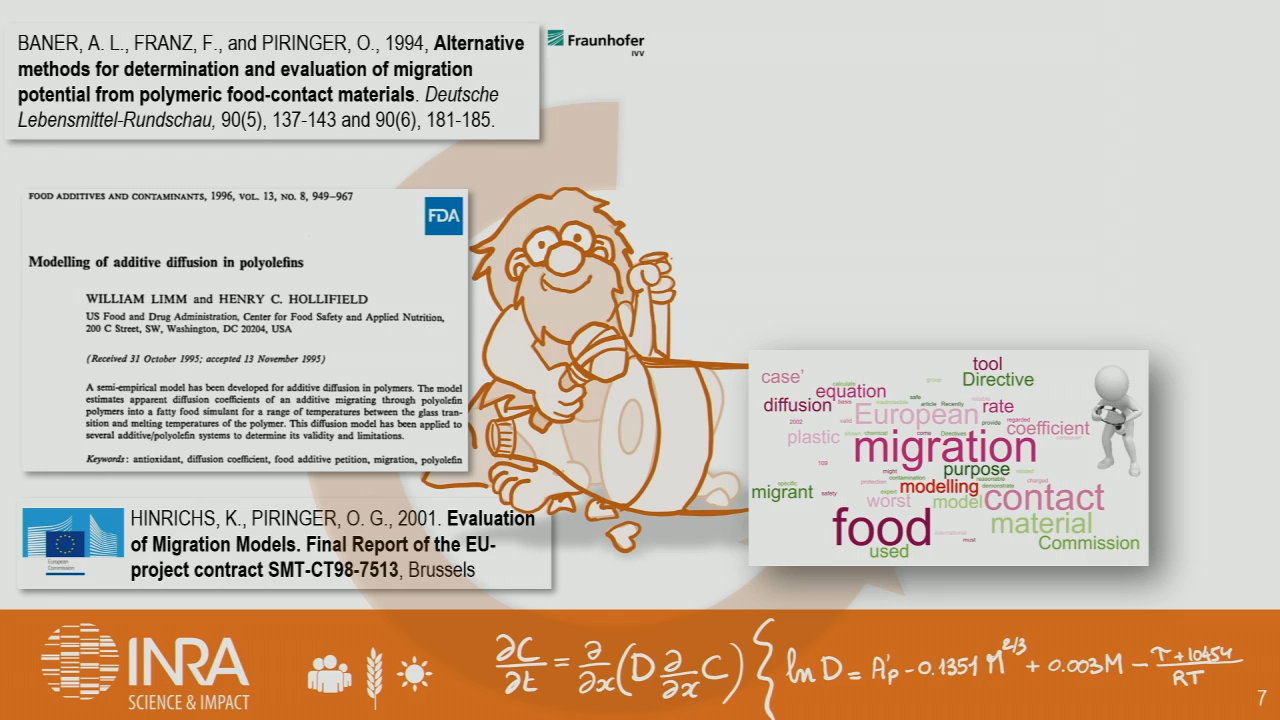 BANER, A. L., FRANZ, F., and PIRINGER, O., 1994, Alternative
methods for determination and evaluation of migration
potential from polymeric food-contact materials. Deutsche
Lebensmittel-Rundschau, 90(5), 137-143 and 90(6), 181-185.
Fraunhofer
IVV
FOOD ADDITIVES AND CONTAMINANTS, 1996, VOL. 13, NO. 8, 949–967
FDA
Modelling of additive diffusion in polyolefins
WILLIAM LIMM and HENRY C. HOLLIFIELD
US Food and Drug Administration, Center for Food Safety and Applied Nutrition,
200 C Street, SW, Washington, DC 20204, USA
(Received 31 October 1995; accepted 13 November 1995)
A semi-empirical model has been developed for additive diffusion in polymers. The model
estimates apparent diffusion coefficients of an additive migrating through polyolefin
polymers into a fatty food simulant for a range of temperatures between the glass tran-
sition and melting temperatures of the polymer. This diffusion model has been applied to
several additive/polyolefin systems to determine its validity and limitations.
Keywords: antioxidant, diffusion coefficient, food additive petition, migration, polyolefin
tool
case'
Directive
equation
diffusion
European
rate
coefficient
plastic
migration
purpose
migrant
safety
modelling
worst
model
contact
food
material
used
Commission
European
Commission
HINRICHS, K., PIRINGER, O. G., 2001. Evaluation
of Migration Models. Final Report of the EU-
project contract SMT-CT98-7513, Brussels
INRA
SCIENCE & IMPACT
∂C/∂t = ∂/∂x (D ∂/∂x C) { ln D = A'p - 0.1351 M^2/3 + 0.003M - τ+10454/RT
7